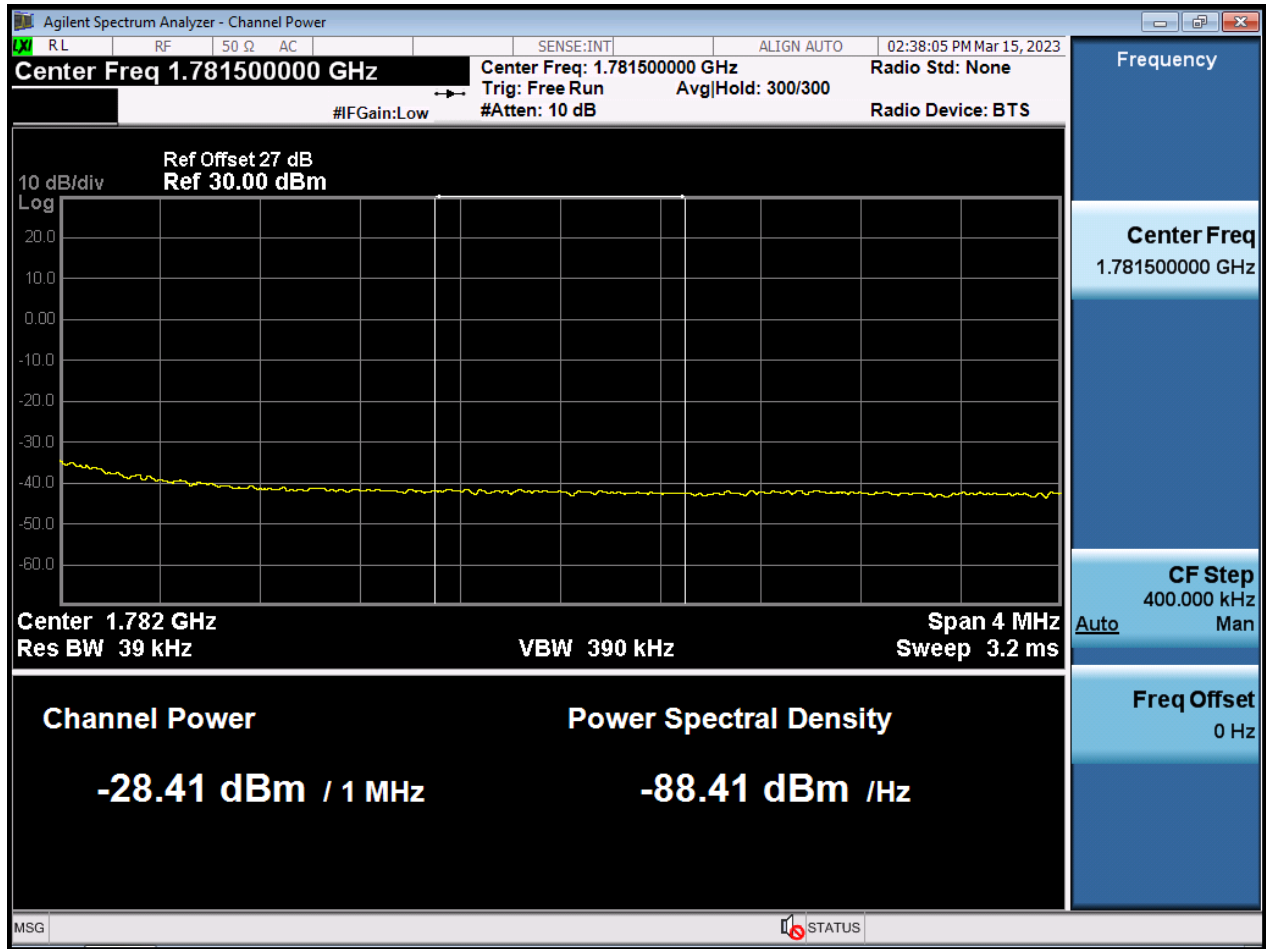 Agilent Spectrum Analyzer - Channel Power
LXI RL RF 50 Ω AC SENSE:INT ALIGN AUTO 02:38:05 PM Mar 15, 2023
Center Freq 1.781500000 GHz
#IFGain:Low
Center Freq: 1.781500000 GHz
Trig: Free Run Avg|Hold: 300/300
#Atten: 10 dB
Radio Std: None
Radio Device: BTS
Ref Offset 27 dB
10 dB/div Ref 30.00 dBm
Log
20.0
10.0
0.00
-10.0
-20.0
-30.0
-40.0
-50.0
-60.0
Center 1.782 GHz Span 4 MHz
Res BW 39 kHz VBW 390 kHz Sweep 3.2 ms
Channel Power Power Spectral Density
-28.41 dBm / 1 MHz -88.41 dBm /Hz
Frequency
Center Freq
1.781500000 GHz
CF Step
400.000 kHz
Auto Man
Freq Offset
0 Hz
MSG STATUS